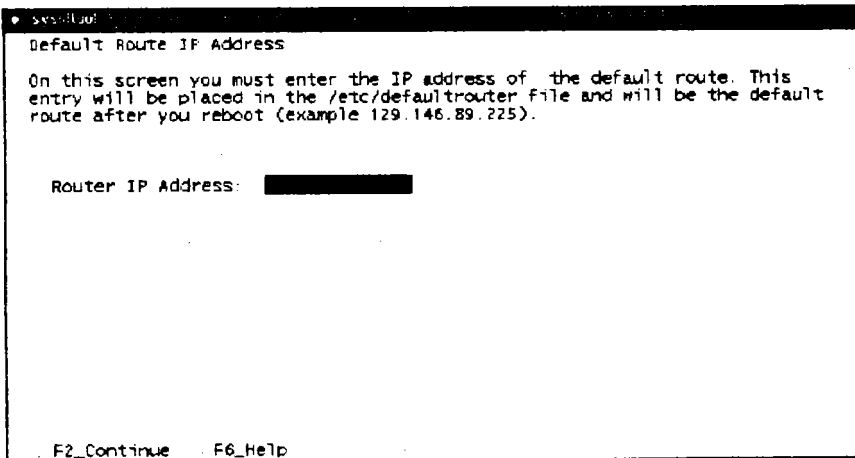 Default Route IP Address
On this screen you must enter the IP address of the default route. This
entry will be placed in the /etc/defaultrouter file and will be the default
route after you reboot (example 129.146.89.225).
Router IP Address:
F2_Continue F6_Help